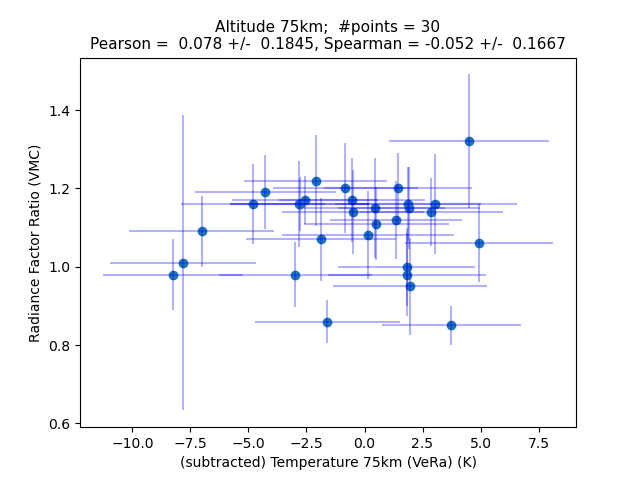 Altitude 75km;  #points = 30
Pearson =  0.078 +/-  0.1845, Spearman = -0.052 +/-  0.1667
Radiance Factor Ratio (VMC)
1.4
1.2
1.0
0.8
0.6
−10.0 −7.5 −5.0 −2.5 0.0 2.5 5.0 7.5
(subtracted) Temperature 75km (VeRa) (K)